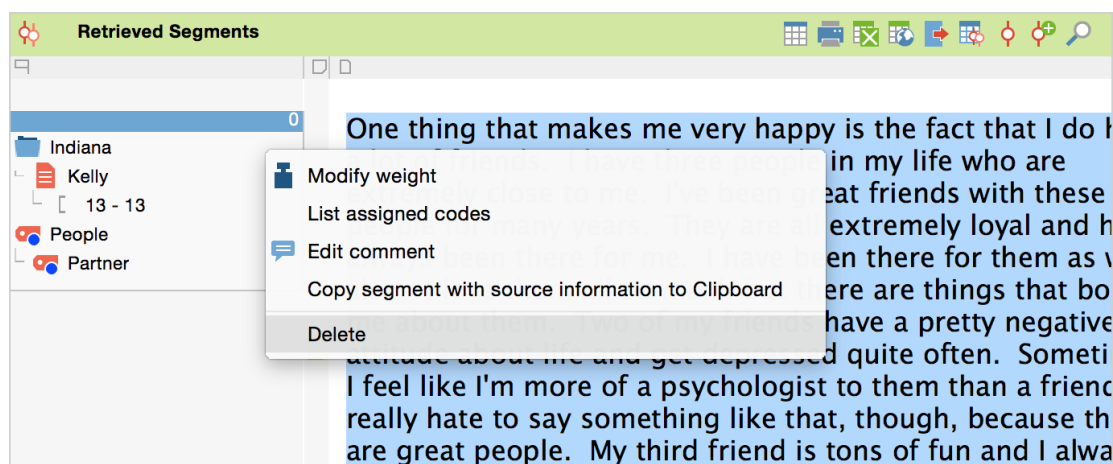 Retrieved Segments
0
Indiana
Kelly
13 - 13
People
Partner
Modify weight
List assigned codes
Edit comment
Copy segment with source information to Clipboard
Delete
One thing that makes me very happy is the fact that I do
a lot of friends. I have three people in my life who are
extremely close to me. I've been great friends with these
people for many years. They are all extremely loyal and
always been there for me. I have been there for them as
there are things that
me about them. Two of my friends have a pretty negative
attitude about life and get depressed quite often.
I feel like I'm more of a psychologist to them than a
really hate to say something like that, though, because
are great people. My third friend is tons of fun and I